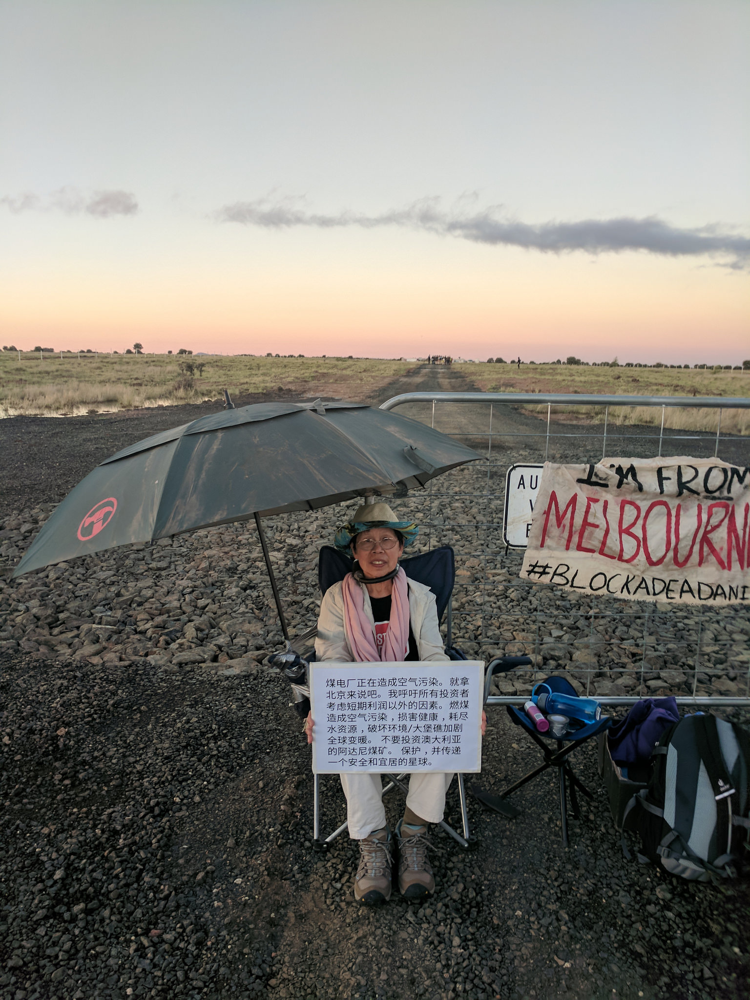 煤电厂正在造成空气污染。就拿
北京来说吧。我呼吁所有投资者
考虑短期利润以外的因素。燃煤
造成空气污染，损害健康，耗尽
水资源，破坏环境/大堡礁加剧
全球变暖。 不要投资澳大利亚
的阿达尼煤矿。 保护，并传递
一个安全和宜居的星球。
I'M FROM
MELBOURN
#BLOCKADEADANI
AU
deuter